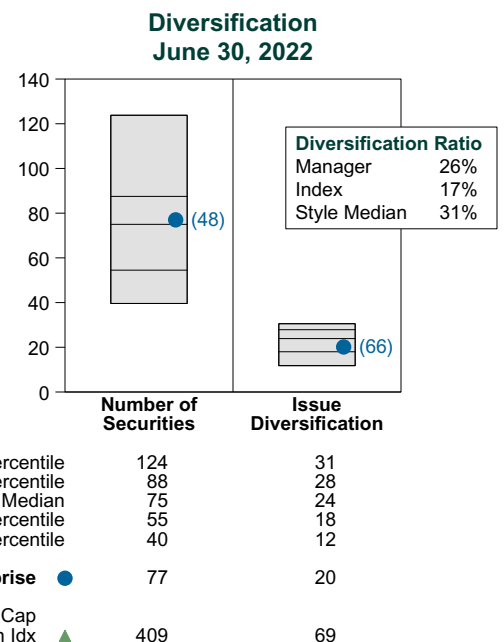 Diversification
June 30, 2022
140
120
100
80
60
40
20
0
(48)
(66)
Diversification Ratio
Manager 26%
Index 17%
Style Median 31%
Number of Securities
Issue Diversification
ercentile 124 31
ercentile 88 28
Median 75 24
ercentile 55 18
ercentile 40 12
rise 77 20
Cap
Idx 409 69